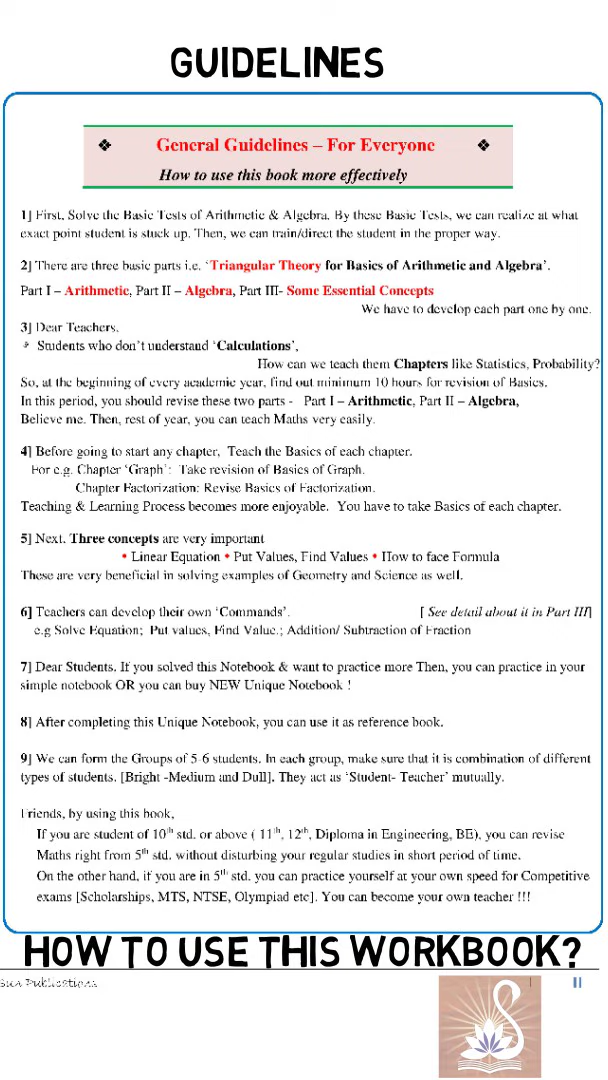 GUIDELINES
❖ General Guidelines – For Everyone ❖
How to use this book more effectively
1] First, Solve the Basic Tests of Arithmetic & Algebra. By these Basic Tests, we can realize at what
exact point student is stuck up. Then, we can train/direct the student in the proper way.
2] There are three basic parts i.e. ‘Triangular Theory for Basics of Arithmetic and Algebra’.
Part I – Arithmetic, Part II – Algebra, Part III- Some Essential Concepts
We have to develop each part one by one.
3] Dear Teachers,
Students who don’t understand ‘Calculations’,
How can we teach them Chapters like Statistics, Probability?
So, at the beginning of every academic year, find out minimum 10 hours for revision of Basics.
In this period, you should revise these two parts - Part I – Arithmetic, Part II – Algebra,
Believe me. Then, rest of year, you can teach Maths very easily.
4] Before going to start any chapter, Teach the Basics of each chapter.
For e.g. Chapter ‘Graph’: Take revision of Basics of Graph.
Chapter Factorization: Revise Basics of Factorization.
Teaching & Learning Process becomes more enjoyable. You have to take Basics of each chapter.
5] Next, Three concepts are very important
• Linear Equation • Put Values, Find Values • How to face Formula
These are very beneficial in solving examples of Geometry and Science as well.
6] Teachers can develop their own ‘Commands’. [ See detail about it in Part III]
e.g Solve Equation; Put values, Find Value.; Addition/ Subtraction of Fraction
7] Dear Students, If you solved this Notebook & want to practice more Then, you can practice in your
simple notebook OR you can buy NEW Unique Notebook !
8] After completing this Unique Notebook, you can use it as reference book.
9] We can form the Groups of 5-6 students. In each group, make sure that it is combination of different
types of students. [Bright -Medium and Dull]. They act as ‘Student- Teacher’ mutually.
Friends, by using this book,
If you are student of 10th std. or above ( 11th, 12th, Diploma in Engineering, BE), you can revise
Maths right from 5th std. without disturbing your regular studies in short period of time.
On the other hand, if you are in 5th std. you can practice yourself at your own speed for Competitive
exams [Scholarships, MTS, NTSE, Olympiad etc]. You can become your own teacher !!!
HOW TO USE THIS WORKBOOK?
Publications
II